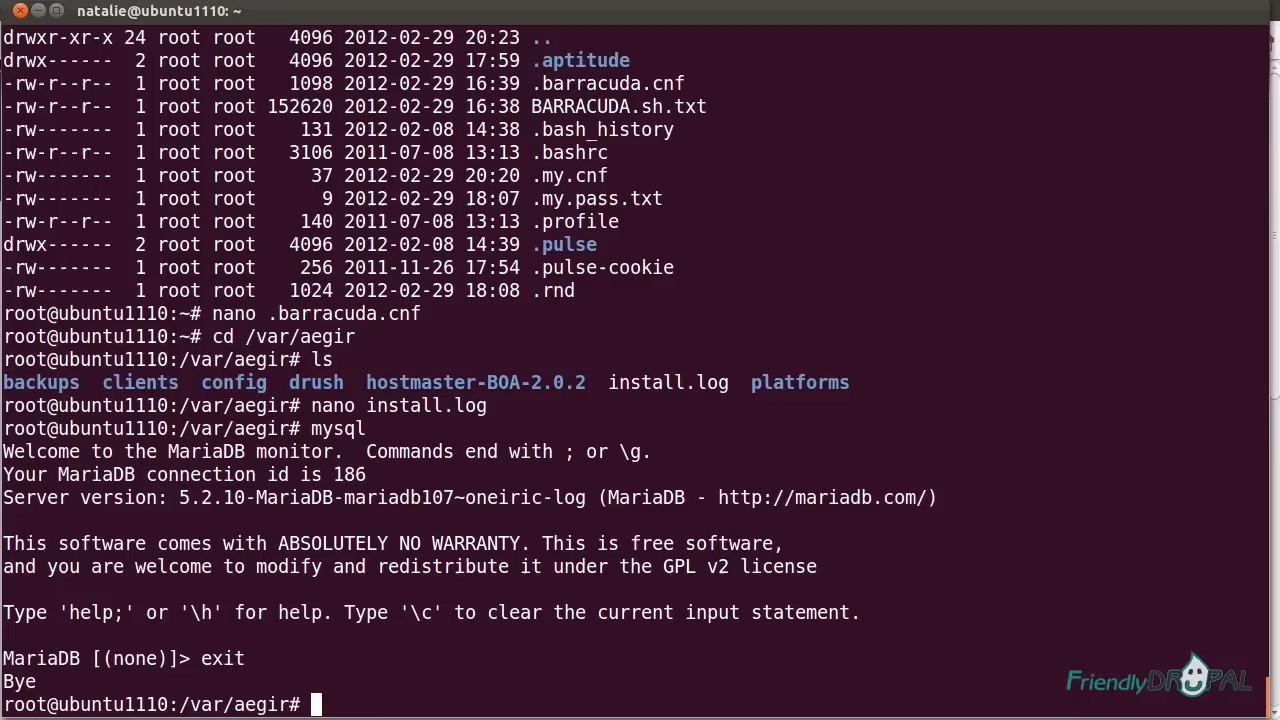 natalie@ubuntu1110: ~
drwxr-xr-x 24 root root   4096 2012-02-29 20:23 ..
drwx------  2 root root   4096 2012-02-29 17:59 .aptitude
-rw-r--r--  1 root root   1098 2012-02-29 16:39 .barracuda.cnf
-rw-r--r--  1 root root 152620 2012-02-29 16:38 BARRACUDA.sh.txt
-rw-------  1 root root    131 2012-02-08 14:38 .bash_history
-rw-r--r--  1 root root   3106 2011-07-08 13:13 .bashrc
-rw-------  1 root root     37 2012-02-29 20:20 .my.cnf
-rw-------  1 root root      9 2012-02-29 18:07 .my.pass.txt
-rw-r--r--  1 root root    140 2011-07-08 13:13 .profile
drwx------  2 root root   4096 2012-02-08 14:39 .pulse
-rw-------  1 root root    256 2011-11-26 17:54 .pulse-cookie
-rw-------  1 root root   1024 2012-02-29 18:08 .rnd
root@ubuntu1110:~# nano .barracuda.cnf
root@ubuntu1110:~# cd /var/aegir
root@ubuntu1110:/var/aegir# ls
backups  clients  config  drush  hostmaster-BOA-2.0.2  install.log  platforms
root@ubuntu1110:/var/aegir# nano install.log
root@ubuntu1110:/var/aegir# mysql
Welcome to the MariaDB monitor.  Commands end with ; or \g.
Your MariaDB connection id is 186
Server version: 5.2.10-MariaDB-mariadb107~oneiric-log (MariaDB - http://mariadb.com/)
This software comes with ABSOLUTELY NO WARRANTY. This is free software,
and you are welcome to modify and redistribute it under the GPL v2 license
Type 'help;' or '\h' for help. Type '\c' to clear the current input statement.
MariaDB [(none)]> exit
Bye
root@ubuntu1110:/var/aegir#
FriendlyDRUPAL